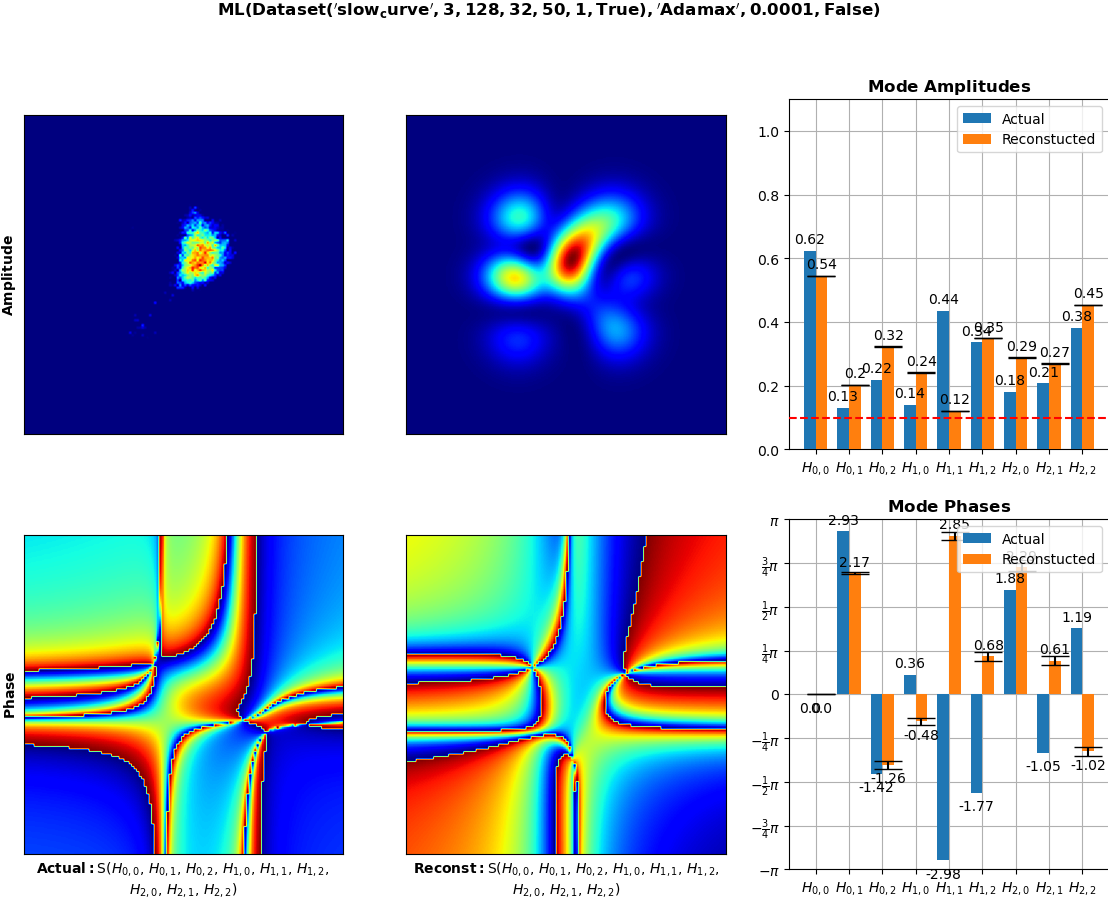 ML(Dataset('slow_curve', 3, 128, 32, 50, 1, True), 'Adamax', 0.0001, False)
Mode Amplitudes
Amplitude
Actual
Reconstucted
1.0
0.8
0.6
0.4
0.2
0.0
0.62
0.54
0.13
0.2
0.22
0.32
0.14
0.24
0.44
0.12
0.34
0.35
0.18
0.29
0.21
0.27
0.38
0.45
H0,0 H0,1 H0,2 H1,0 H1,1 H1,2 H2,0 H2,1 H2,2
Mode Phases
Phase
Actual
Reconstucted
π
3/4π
1/2π
1/4π
0
−1/4π
−1/2π
−3/4π
−π
0.0
0.0
2.93
2.17
-1.42
-1.26
0.36
-0.48
-2.98
2.85
-1.77
0.68
1.88
-1.05
0.61
1.19
-1.02
H0,0 H0,1 H0,2 H1,0 H1,1 H1,2 H2,0 H2,1 H2,2
Actual: S(H0,0, H0,1, H0,2, H1,0, H1,1, H1,2,
H2,0, H2,1, H2,2)
Reconst: S(H0,0, H0,1, H0,2, H1,0, H1,1, H1,2,
H2,0, H2,1, H2,2)